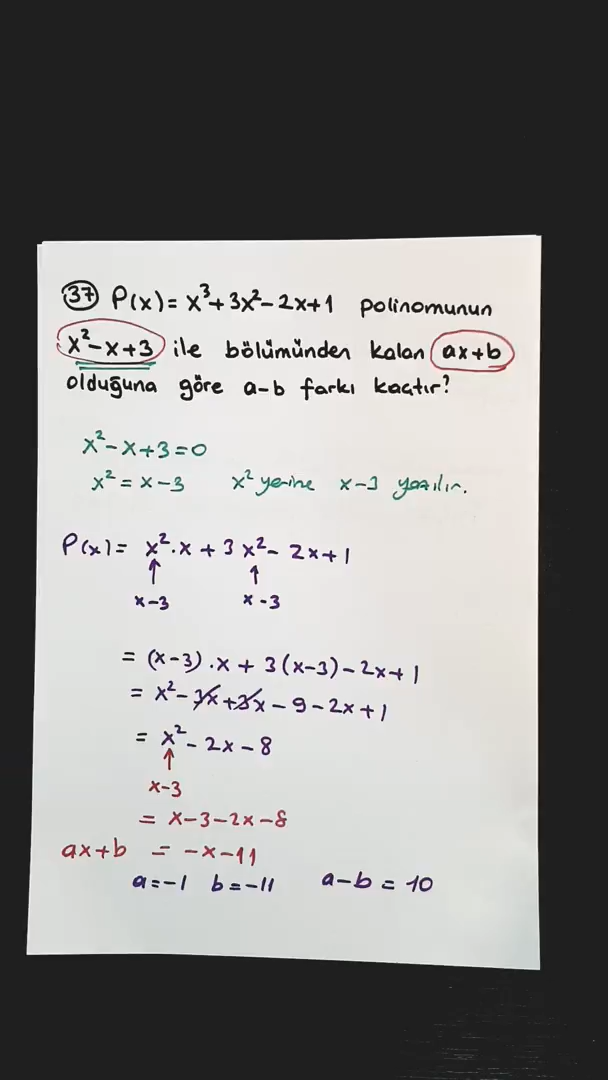 37 P(x) = x³+3x²-2x+1 polinomunun
x²-x+3 ile bölümünden kalan ax+b
olduğuna göre a-b farkı kaçtır?
x²-x+3=0
x² = x-3 x² yerine x-3 yazılır.
P(x) = x².x + 3x² - 2x+1
↑ ↑
x-3 x-3
= (x-3).x + 3(x-3)-2x+1
= x²-3x+3x-9-2x+1
= x²-2x-8
↑
x-3
= x-3-2x-8
ax+b = -x-11
a=-1 b=-11 a-b = 10